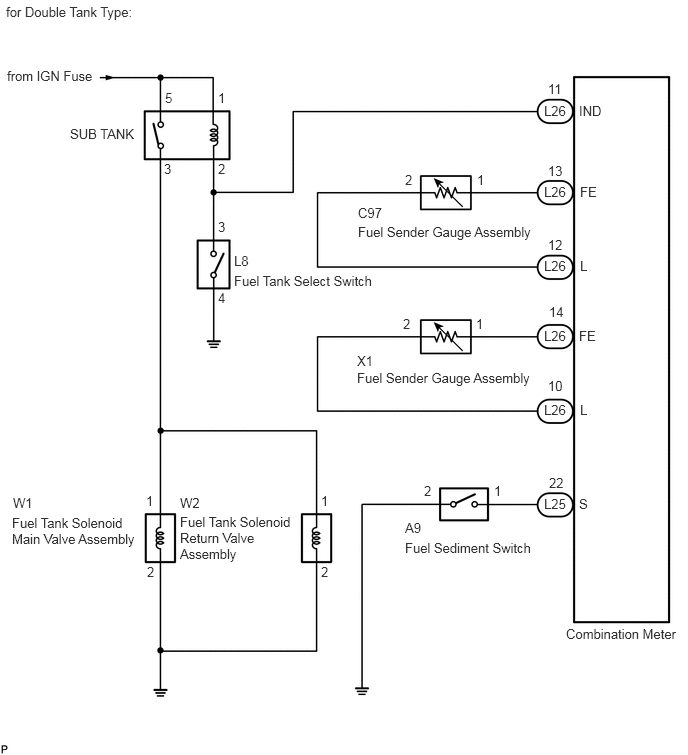 for Double Tank Type:
from IGN Fuse
5
1
SUB TANK
3
2
11
L26
IND
13
2
1
L26
FE
C97
Fuel Sender Gauge Assembly
12
L26
L
3
L8
Fuel Tank Select Switch
4
14
2
1
L26
FE
X1
Fuel Sender Gauge Assembly
10
L26
L
22
2
1
L25
S
A9
Fuel Sediment Switch
W1
1
Fuel Tank Solenoid
Main Valve Assembly
2
W2
1
Fuel Tank Solenoid
Return Valve
Assembly
2
Combination Meter
P